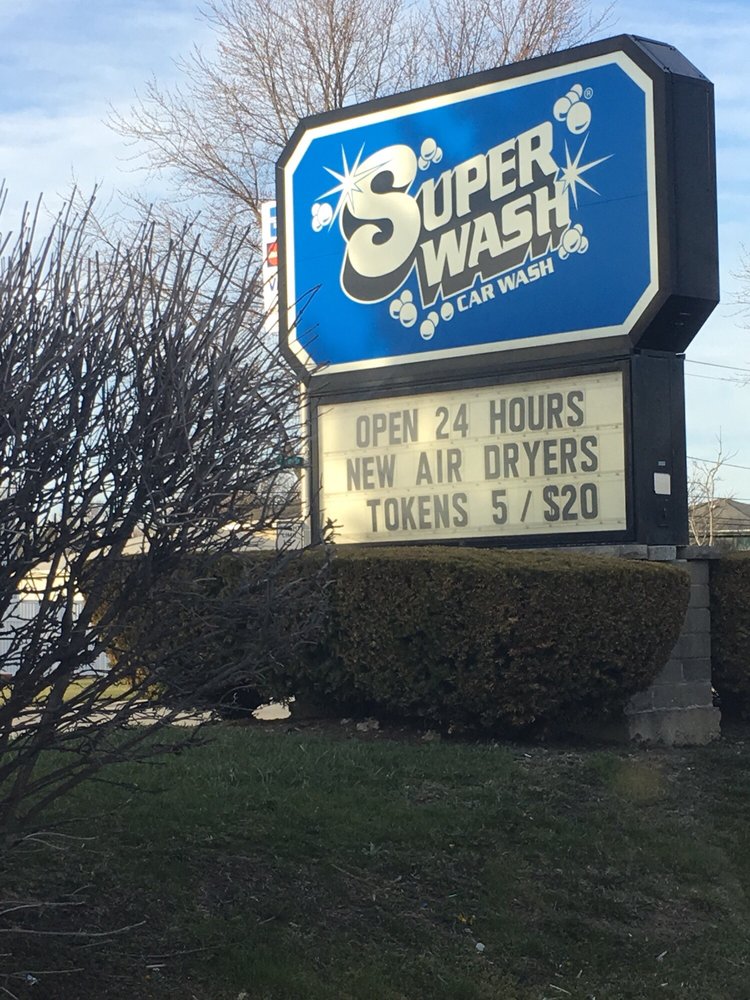 SUPER
WASH®
CAR WASH
OPEN 24 HOURS
NEW AIR DRYERS
TOKENS 5 / $20